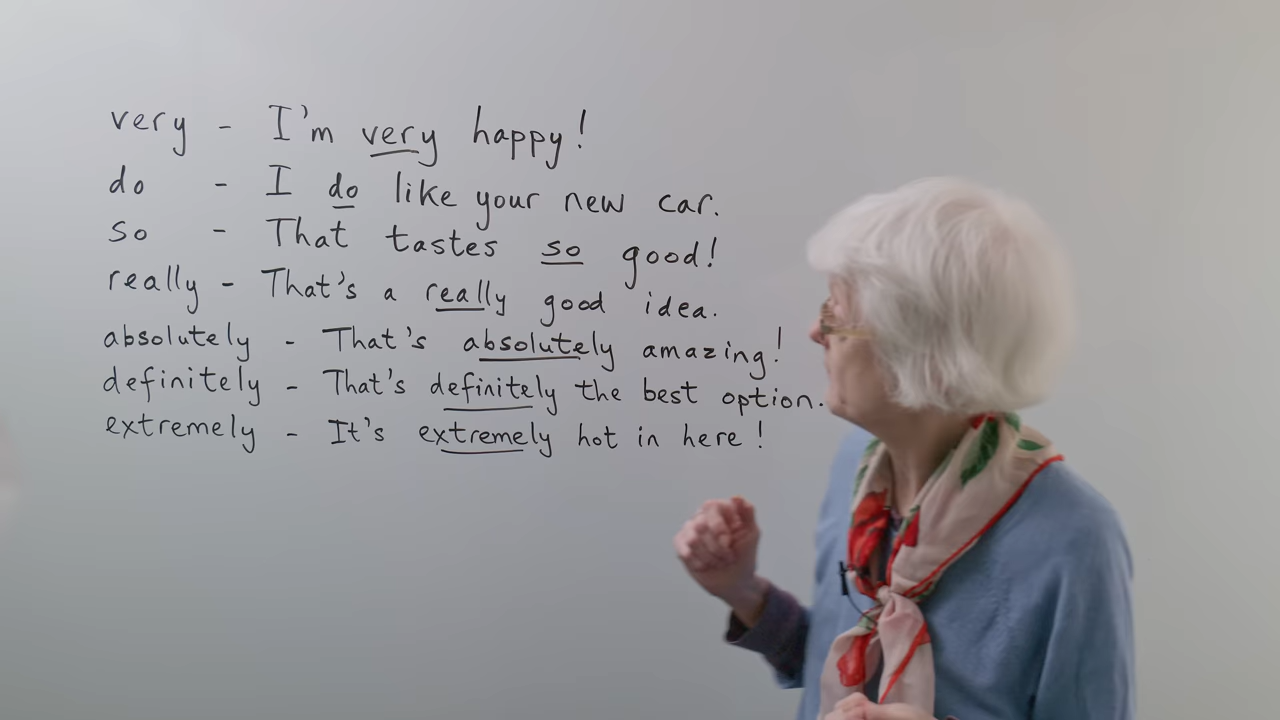 very - I'm very happy!
do - I do like your new car.
so - That tastes so good!
really - That's a really good idea.
absolutely - That's absolutely amazing!
definitely - That's definitely the best option.
extremely - It's extremely hot in here!